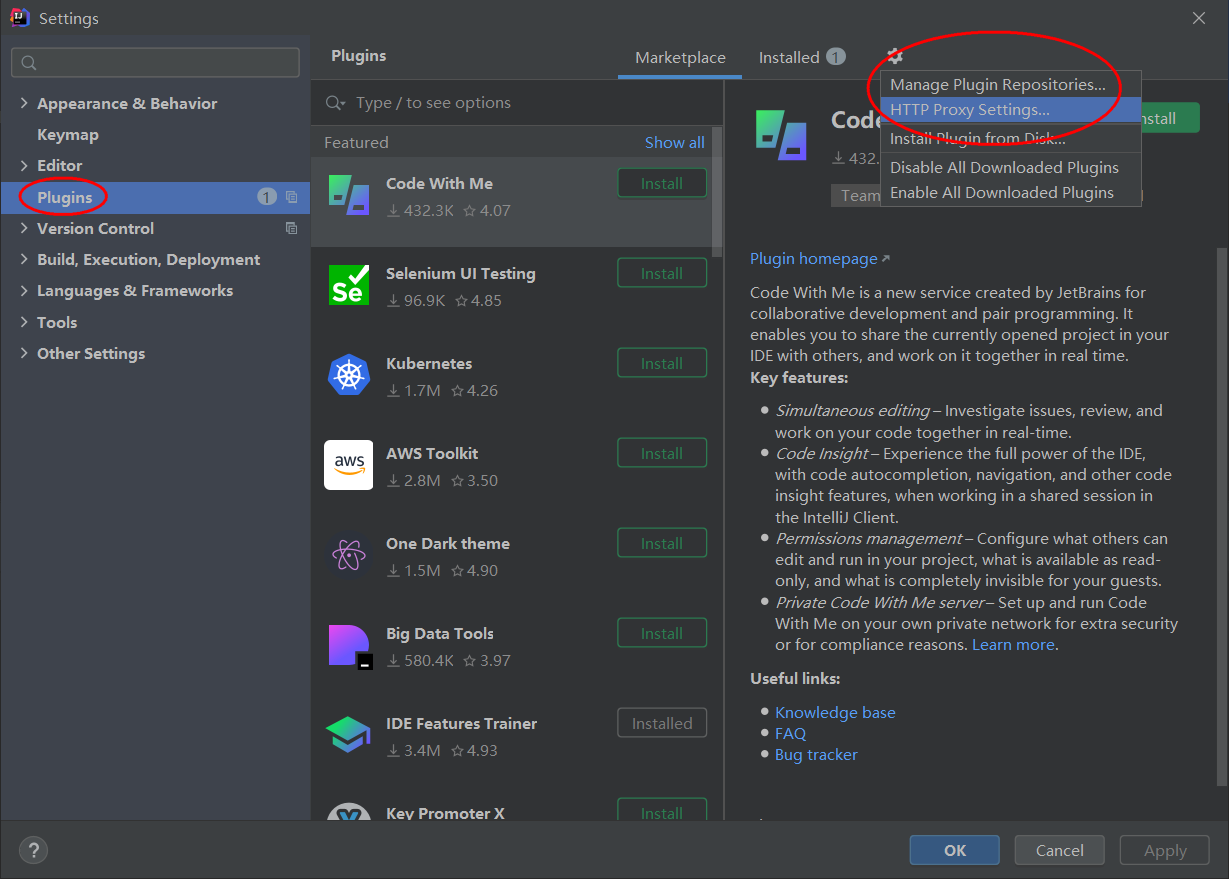 Settings
Appearance & Behavior
Keymap
Editor
Plugins
1
Version Control
Build, Execution, Deployment
Languages & Frameworks
Tools
Other Settings
Plugins
Marketplace
Installed 1
Type / to see options
Featured
Show all
Code With Me
Install
432.3K 4.07
Selenium UI Testing
Install
Se
96.9K 4.85
Kubernetes
Install
1.7M 4.26
AWS Toolkit
Install
aws
2.8M 3.50
One Dark theme
Install
1.5M 4.90
Big Data Tools
Install
580.4K 3.97
IDE Features Trainer
Installed
3.4M 4.93
Key Promoter X
Install
Manage Plugin Repositories...
HTTP Proxy Settings...
Install Plugin from Disk...
Disable All Downloaded Plugins
Enable All Downloaded Plugins
Code
stall
432.
Team
Plugin homepage
Code With Me is a new service created by JetBrains for
collaborative development and pair programming. It
enables you to share the currently opened project in your
IDE with others, and work on it together in real time.
Key features:
Simultaneous editing – Investigate issues, review, and
work on your code together in real-time.
Code Insight – Experience the full power of the IDE,
with code autocompletion, navigation, and other code
insight features, when working in a shared session in
the IntelliJ Client.
Permissions management – Configure what others can
edit and run in your project, what is available as read-
only, and what is completely invisible for your guests.
Private Code With Me server – Set up and run Code
With Me on your own private network for extra security
or for compliance reasons. Learn more.
Useful links:
Knowledge base
FAQ
Bug tracker
?
OK
Cancel
Apply